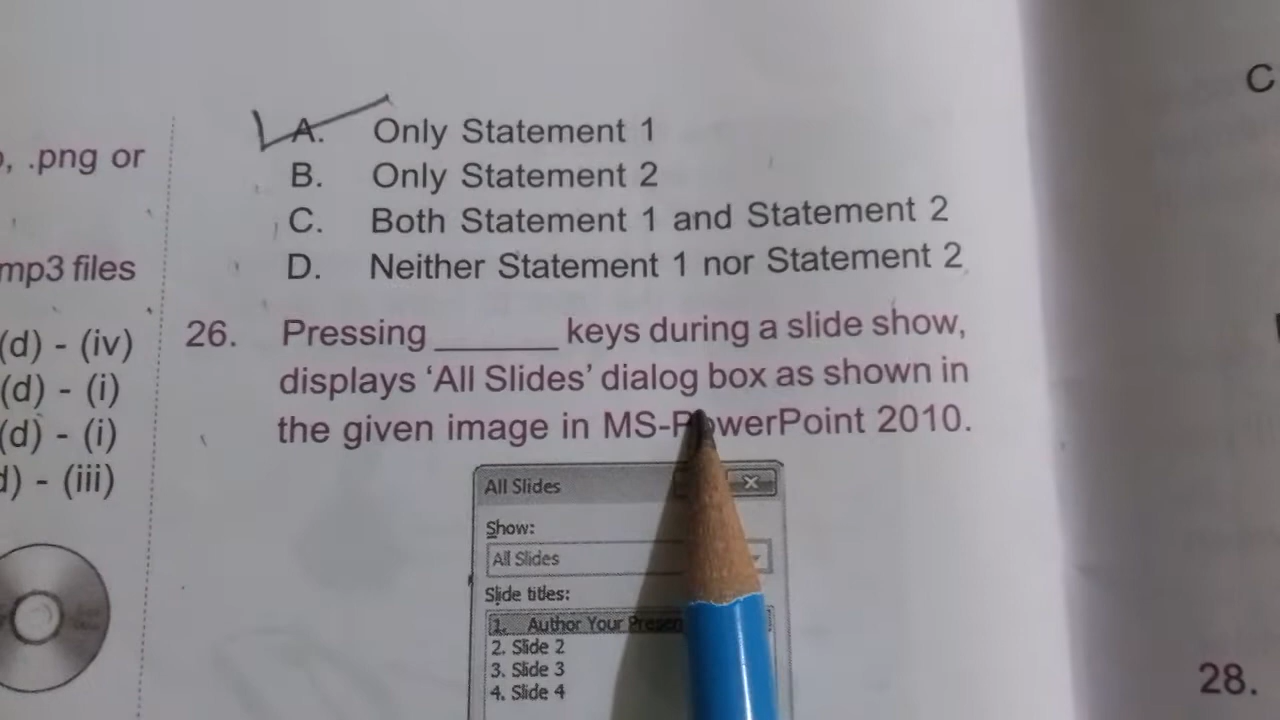 , .png or
mp3 files
(d) - (iv)
(d) - (i)
(d) - (i)
d) - (iii)
A. Only Statement 1
B. Only Statement 2
C. Both Statement 1 and Statement 2
D. Neither Statement 1 nor Statement 2
26. Pressing ______ keys during a slide show,
displays ‘All Slides’ dialog box as shown in
the given image in MS-PowerPoint 2010.
All Slides
Show:
All Slides
Slide titles:
1. Author Your
2. Slide 2
3. Slide 3
4. Slide 4
C
28.